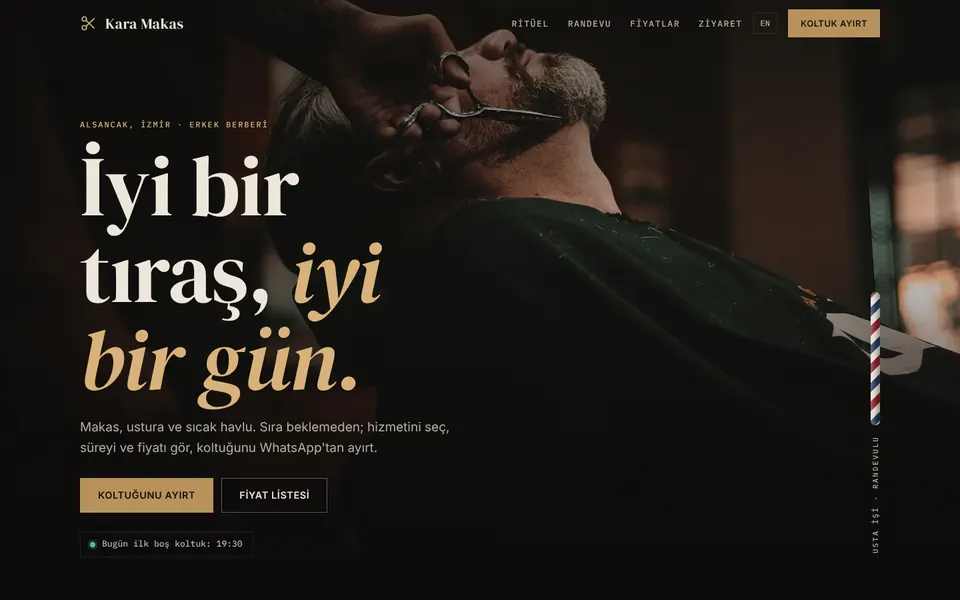 Kara Makas
RİTÜEL
RANDEVU
FİYATLAR
ZİYARET
EN
KOLTUK AYIRT
ALSANCAK, İZMİR · ERKEK BERBERİ
İyi bir
tıraş, iyi
bir gün.
Makas, ustura ve sıcak havlu. Sıra beklemeden; hizmetini seç,
süreyi ve fiyatı gör, koltuğunu WhatsApp'tan ayırt.
KOLTUĞUNU AYIRT
FİYAT LİSTESİ
Bugün ilk boş koltuk: 19:30
USTA İŞİ · RANDEVULU